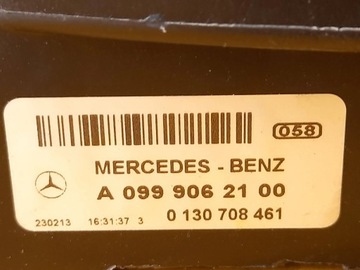 058
MERCEDES - BENZ
A 099 906 21 00
230213 16:31:37 3 0 130 708 461